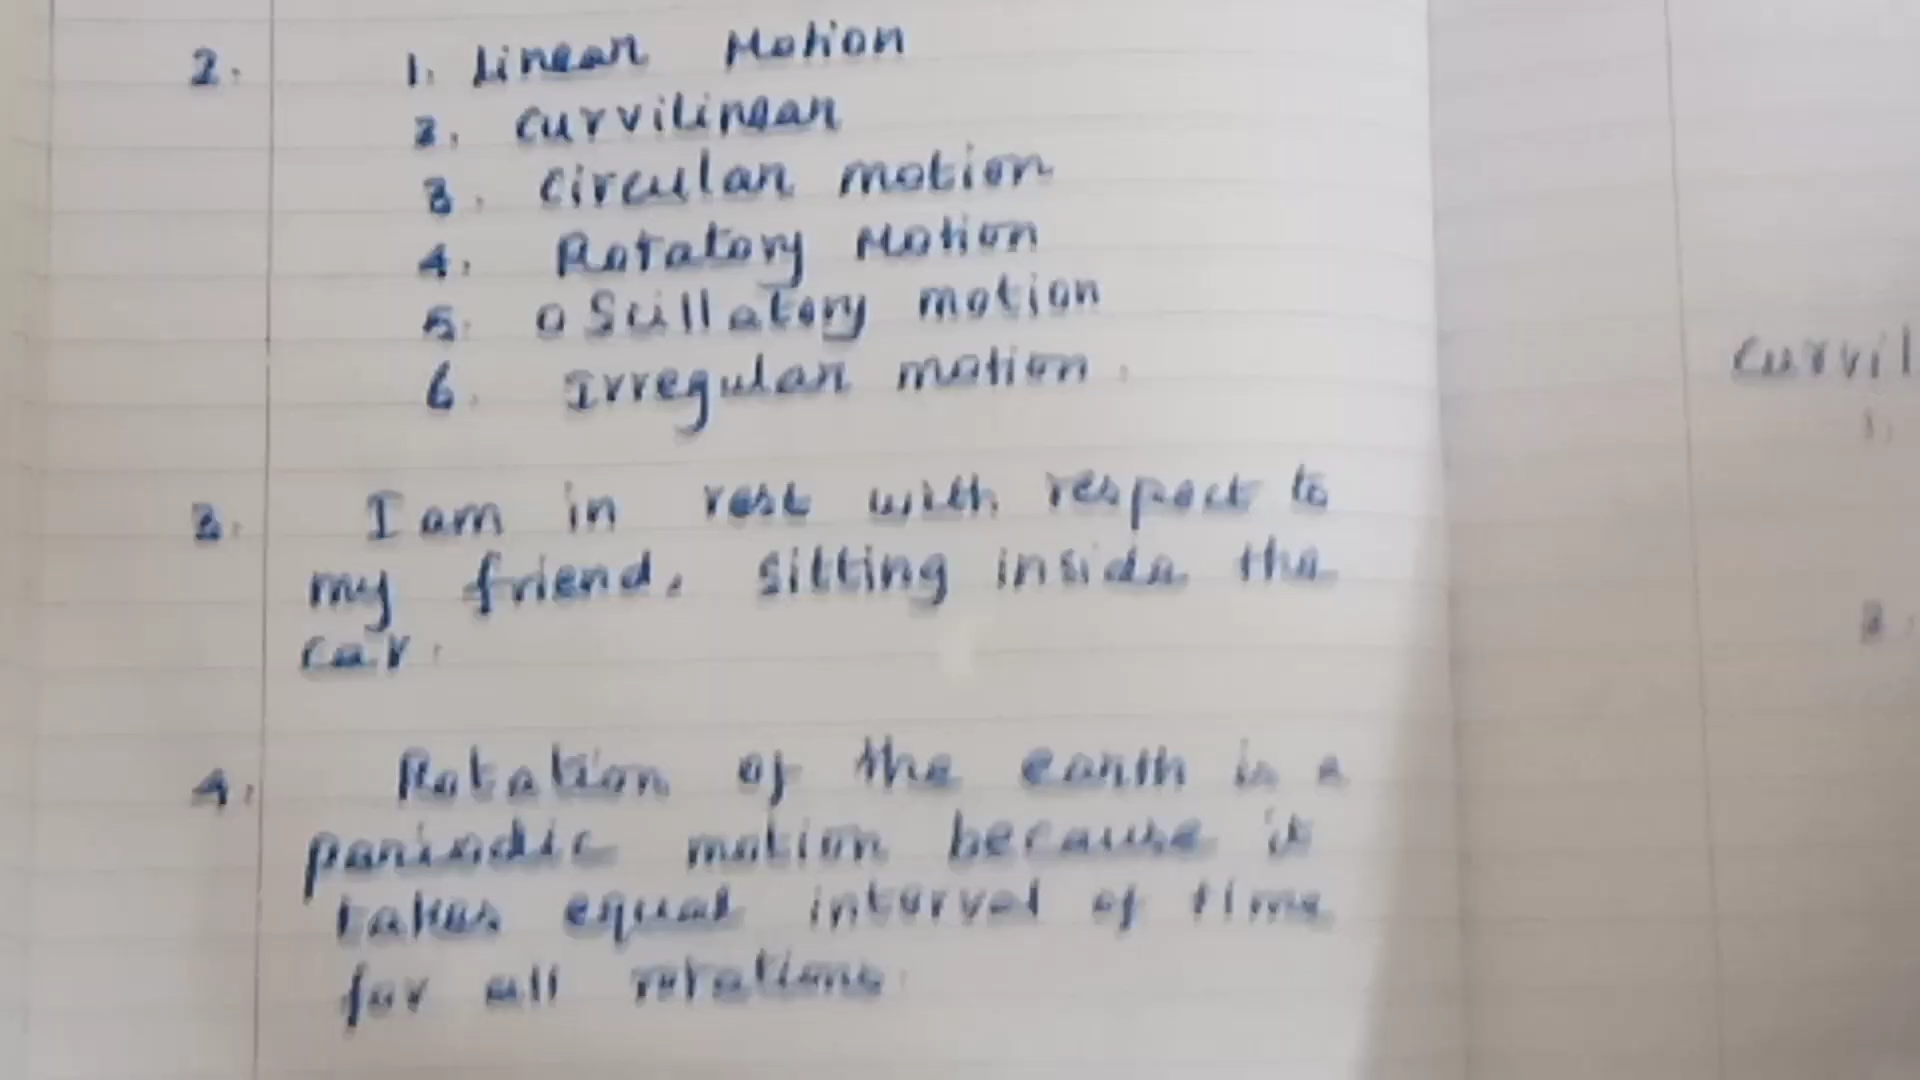 2. 1. Linear Motion
2. curvilinear
3. circular motion
4. Rotatory Motion
5. oscillatory motion
6. Irregular motion.
3. I am in rest with respect to
my friend. sitting inside the
car.
4. Rotation of the earth is a
periodic motion because it
takes equal interval of time
for all rotations.
curvil
1.
2.